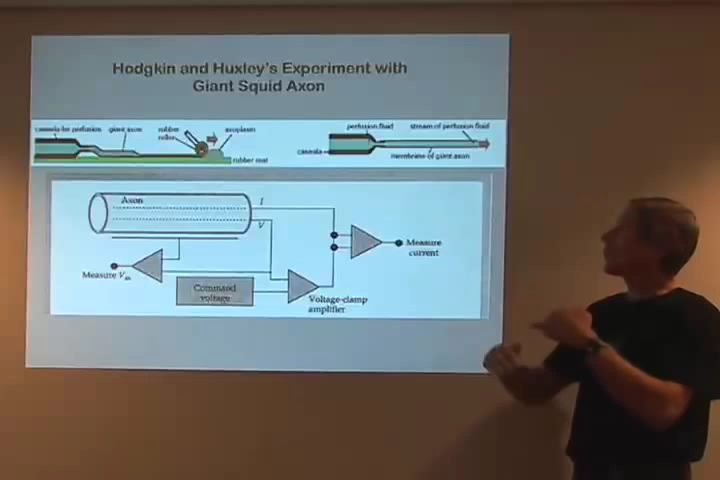 Hodgkin and Huxley's Experiment with
Giant Squid Axon
cannula for perfusion
giant axon
rubber
roller
axoplasm
rubber mat
perfusion fluid
stream of perfusion fluid
cannula
membrane of giant axon
Axon
I
V
Measure Vm
Command
voltage
Voltage-clamp
amplifier
Measure
current